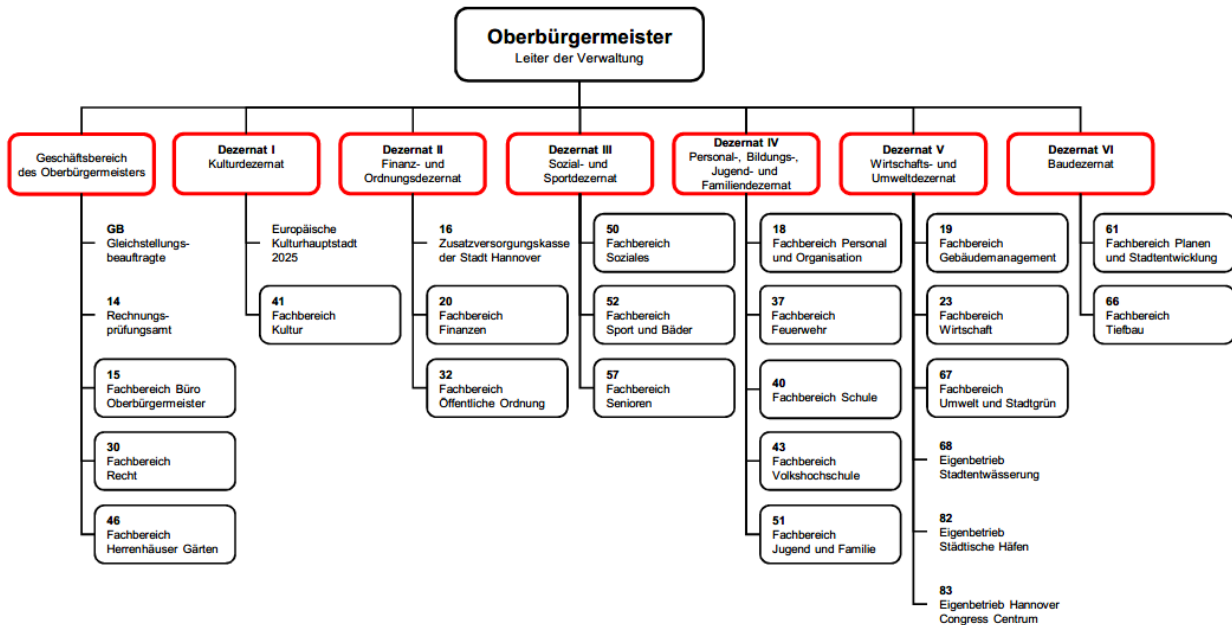 Oberbürgermeister
Leiter der Verwaltung
Geschäftsbereich
des Oberbürgermeisters
GB
Gleichstellungs-
beauftragte
14
Rechnungs-
prüfungsamt
15
Fachbereich Büro
Oberbürgermeister
30
Fachbereich
Recht
46
Fachbereich
Herrenhäuser Gärten
Dezernat I
Kulturdezernat
Europäische
Kulturhauptstadt
2025
41
Fachbereich
Kultur
Dezernat II
Finanz- und
Ordnungsdezernat
16
Zusatzversorgungskasse
der Stadt Hannover
20
Fachbereich
Finanzen
32
Fachbereich
Öffentliche Ordnung
Dezernat III
Sozial- und
Sportdezernat
50
Fachbereich
Soziales
52
Fachbereich
Sport und Bäder
57
Fachbereich
Senioren
Dezernat IV
Personal-, Bildungs-,
Jugend- und
Familiendezernat
18
Fachbereich Personal
und Organisation
37
Fachbereich
Feuerwehr
40
Fachbereich Schule
43
Fachbereich
Volkshochschule
51
Fachbereich
Jugend und Familie
Dezernat V
Wirtschafts- und
Umweltdezernat
19
Fachbereich
Gebäudemanagement
23
Fachbereich
Wirtschaft
67
Fachbereich
Umwelt und Stadtgrün
68
Eigenbetrieb
Stadtentwässerung
82
Eigenbetrieb
Städtische Häfen
83
Eigenbetrieb Hannover
Congress Centrum
Dezernat VI
Baudezernat
61
Fachbereich Planen
und Stadtentwicklung
66
Fachbereich
Tiefbau